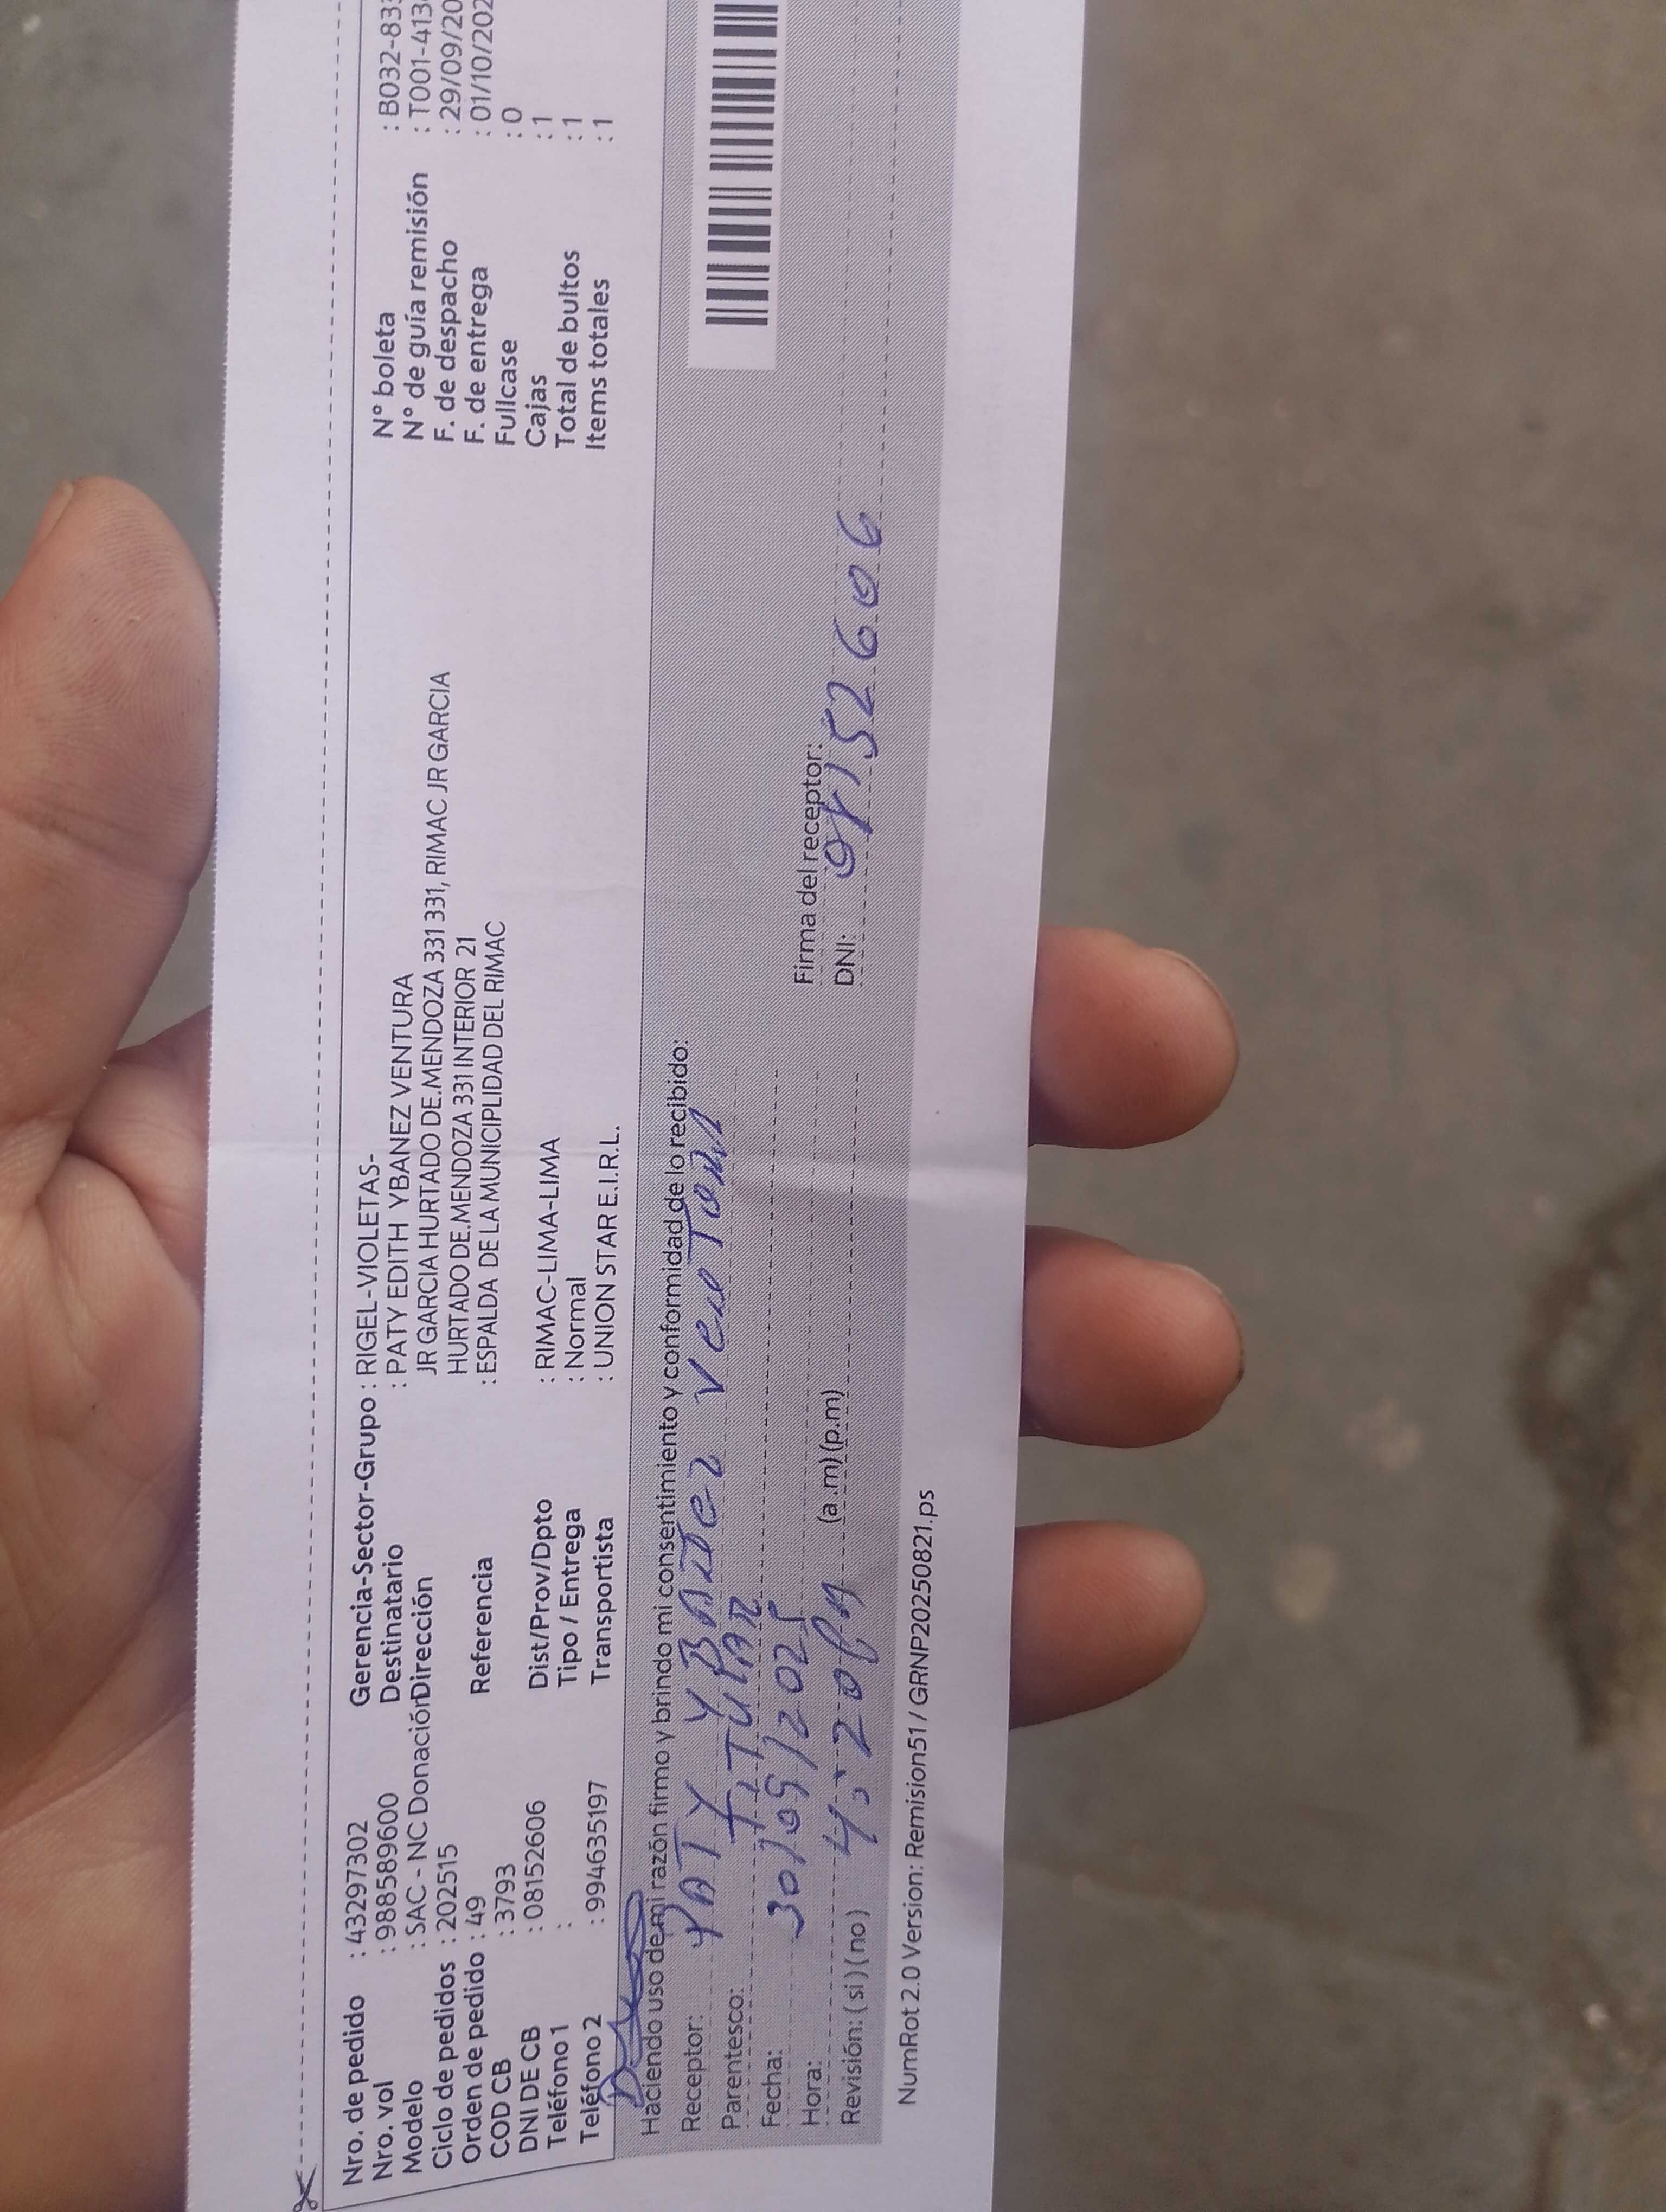 Nro. de pedido : 43297302
Nro. vol : 9885889600
Modelo : SAC - NC Donación
Ciclo de pedidos : 202515
Orden de pedido : 49
COD CB : 3793
DNI DE CB : 08152606
Teléfono 1 :
Teléfono 2 : 994635197
Gerencia-Sector-Grupo : RIGEL-VIOLETAS-
Destinatario : PATY EDITH YBANEZ VENTURA
Dirección JR GARCIA HURTADO DE.MENDOZA 331 331, RIMAC JR GARCIA
HURTADO DE.MENDOZA 331 INTERIOR 21
Referencia : ESPALDA DE LA MUNICIPLIDAD DEL RIMAC
Dist/Prov/Dpto : RIMAC-LIMA-LIMA
Tipo / Entrega : Normal
Transportista : UNION STAR E.I.R.L.
N° boleta : B032-83
N° de guía remisión : T001-413
F. de despacho : 29/09/20
F. de entrega : 01/10/202
Fullcase : 0
Cajas : 1
Total de bultos : 1
Items totales : 1
Haciendo uso de mi razón firmo y brindo mi consentimiento y conformidad de lo recibido:
Receptor: PATY YBAÑEZ VENTURA
Parentesco: TITULAR
Fecha: 30/09/2025
Hora: 4:20 PM (a.m) (p.m)
Revisión: ( si ) ( no )
Firma del receptor:
DNI: 08152606
NumRot 2.0 Version: Remision51 / GRNP20250821.ps